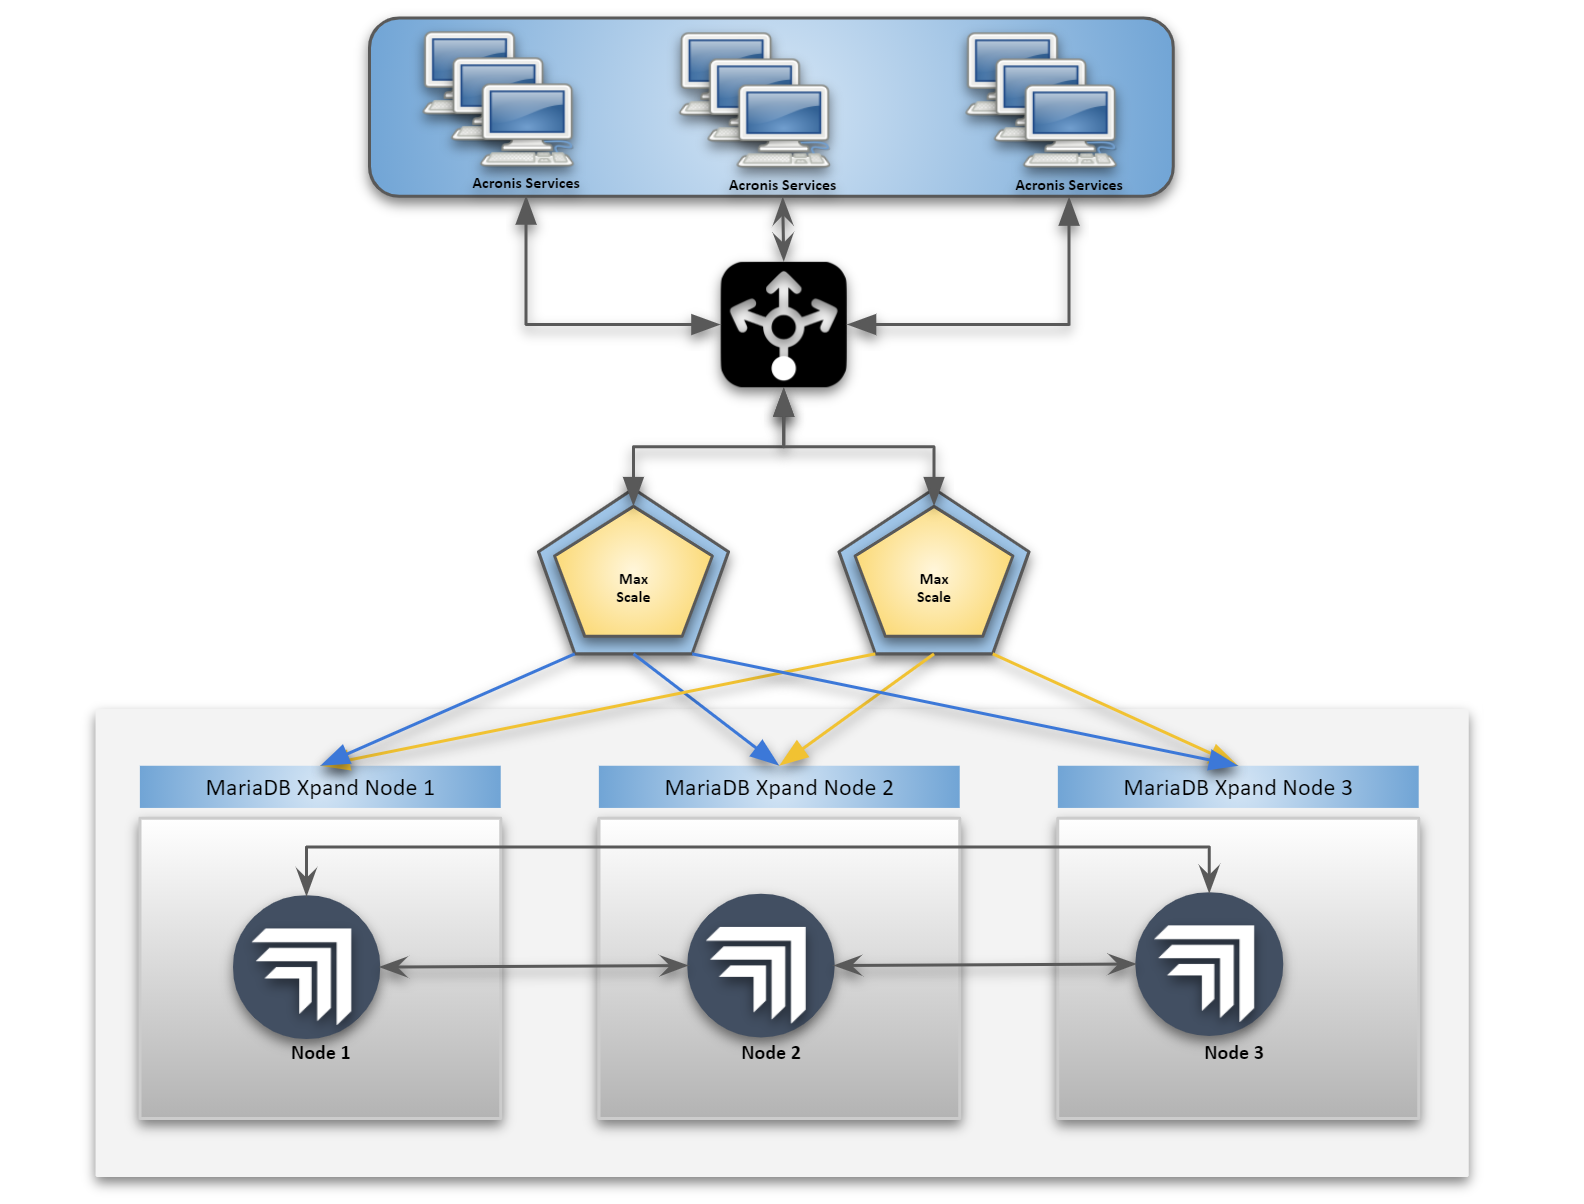 Acronis Services
Acronis Services
Acronis Services
Max
Scale
Max
Scale
MariaDB Xpand Node 1
MariaDB Xpand Node 2
MariaDB Xpand Node 3
Node 1
Node 2
Node 3